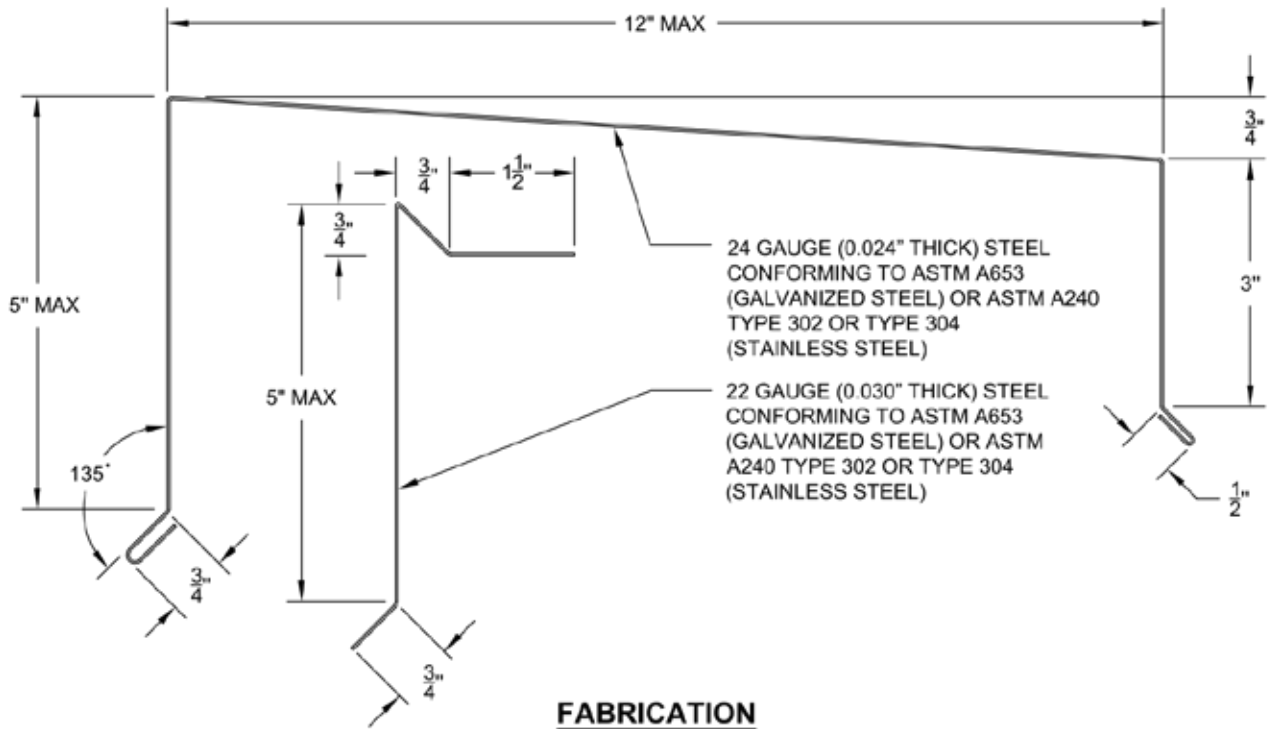 12" MAX
3/4"
3/4"
1 1/2"
3/4"
5" MAX
24 GAUGE (0.024" THICK) STEEL
CONFORMING TO ASTM A653
(GALVANIZED STEEL) OR ASTM A240
TYPE 302 OR TYPE 304
(STAINLESS STEEL)
3"
5" MAX
22 GAUGE (0.030" THICK) STEEL
CONFORMING TO ASTM A653
(GALVANIZED STEEL) OR ASTM
A240 TYPE 302 OR TYPE 304
(STAINLESS STEEL)
135°
1/2"
3/4"
3/4"
FABRICATION